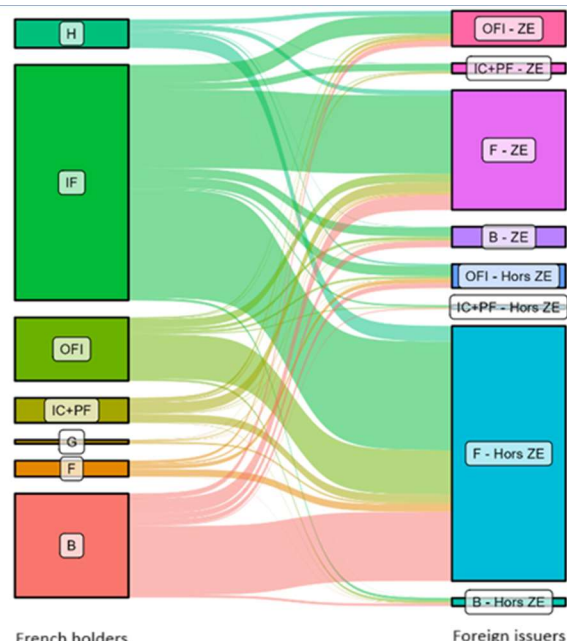 H
IF
OFI
IC+PF
G
F
B
OFI - ZE
IC+PF - ZE
F - ZE
B - ZE
OFI - Hors ZE
IC+PF - Hors ZE
F - Hors ZE
B - Hors ZE
French holders
Foreign issuers